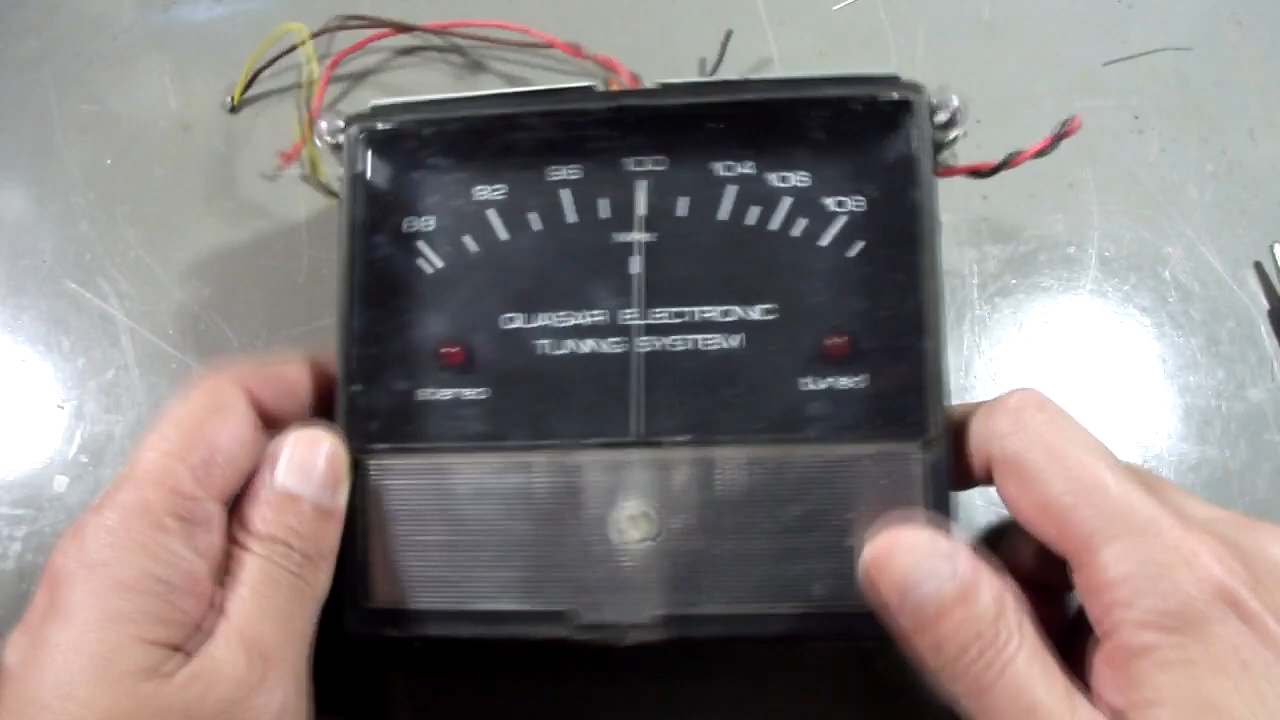 88 92 96 100 104 106 108
QUASAR ELECTRONIC
TUNING SYSTEM
stereo tuned